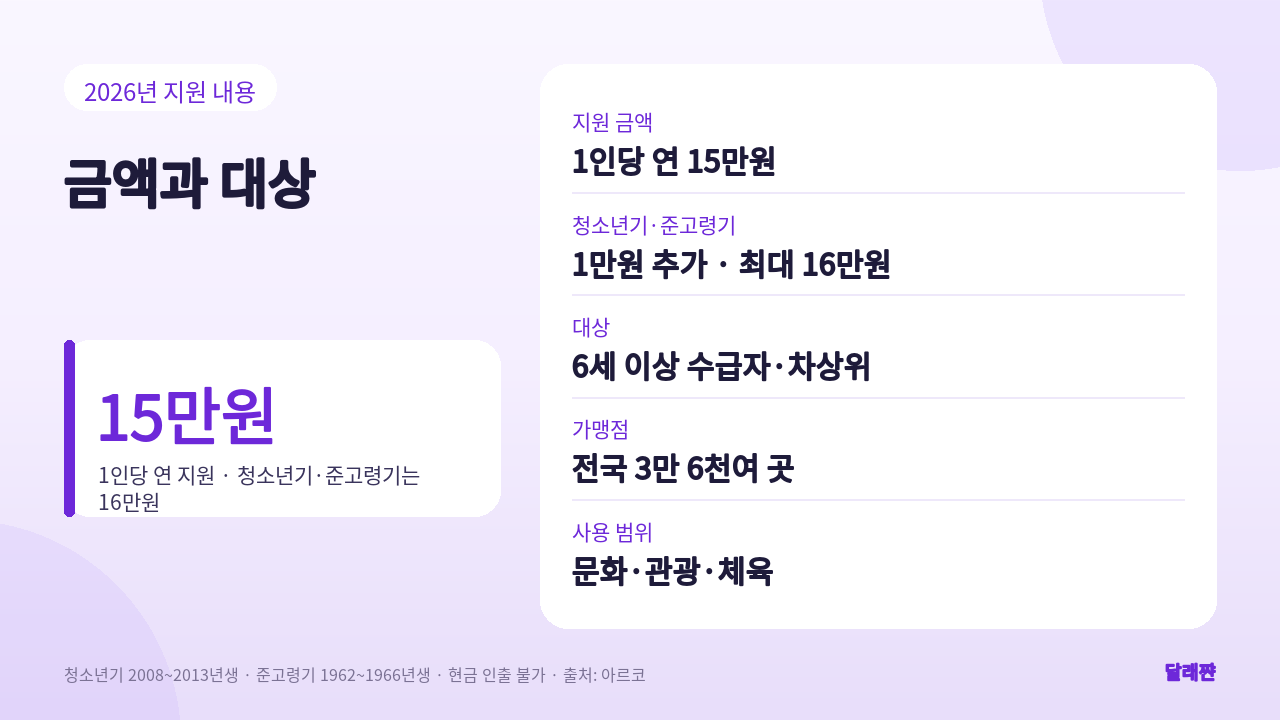 2026년 지원 내용
금액과 대상
15만원
1인당 연 지원 · 청소년기·준고령기는
16만원
지원 금액
1인당 연 15만원
청소년기·준고령기
1만원 추가 · 최대 16만원
대상
6세 이상 수급자·차상위
가맹점
전국 3만 6천여 곳
사용 범위
문화·관광·체육
청소년기 2008~2013년생 · 준고령기 1962~1966년생 · 현금 인출 불가 · 출처: 아르코
달래쨘